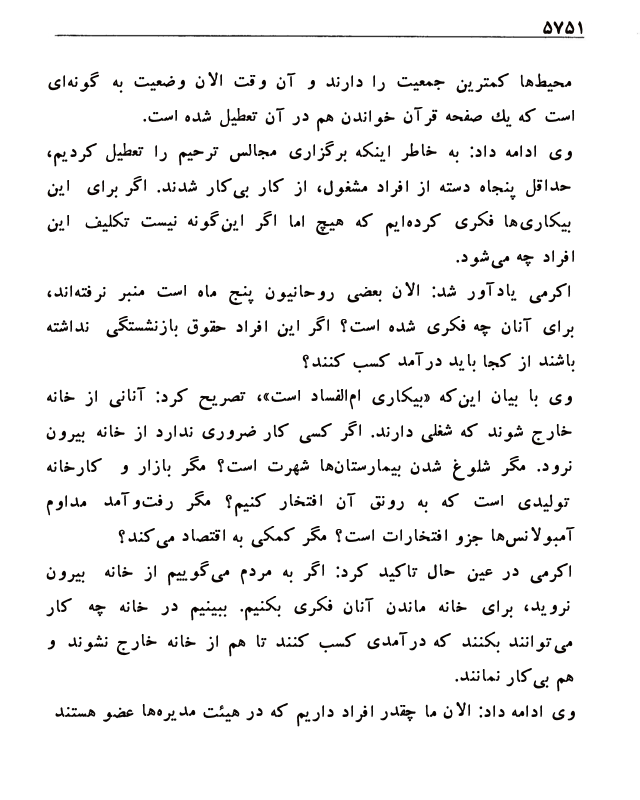 ۵۷۵۱
محیط‌ها کمترین جمعیت را دارند و آن وقت الان وضعیت به گونه‌ای
است که یك صفحه قرآن خواندن هم در آن تعطیل شده است.
وی ادامه داد: به خاطر اینکه برگزاری مجالس ترحیم را تعطیل کردیم،
حداقل پنجاه دسته از افراد مشغول، از کار بی‌کار شدند. اگر برای این
بیکاری‌ها فکری کرده‌ایم که هیچ اما اگر این‌گونه نیست تکلیف این
افراد چه می‌شود.
اکرمی یادآور شد: الان بعضی روحانیون پنج ماه است منبر نرفته‌اند،
برای آنان چه فکری شده است؟ اگر این افراد حقوق بازنشستگی نداشته
باشند از کجا باید درآمد کسب کنند؟
وی با بیان این‌که «بیکاری ام‌الفساد است»، تصریح کرد: آنانی از خانه
خارج شوند که شغلی دارند. اگر کسی کار ضروری ندارد از خانه بیرون
نرود. مگر شلوغ شدن بیمارستان‌ها شهرت است؟ مگر بازار و کارخانه
تولیدی است که به رونق آن افتخار کنیم؟ مگر رفت‌وآمد مداوم
آمبولانس‌ها جزو افتخارات است؟ مگر کمکی به اقتصاد می‌کند؟
اکرمی در عین حال تاکید کرد: اگر به مردم می‌گوییم از خانه بیرون
نروید، برای خانه ماندن آنان فکری بکنیم. ببینیم در خانه چه کار
می‌توانند بکنند که درآمدی کسب کنند تا هم از خانه خارج نشوند و
هم بی‌کار نمانند.
وی ادامه داد: الان ما چقدر افراد داریم که در هیئت مدیره‌ها عضو هستند